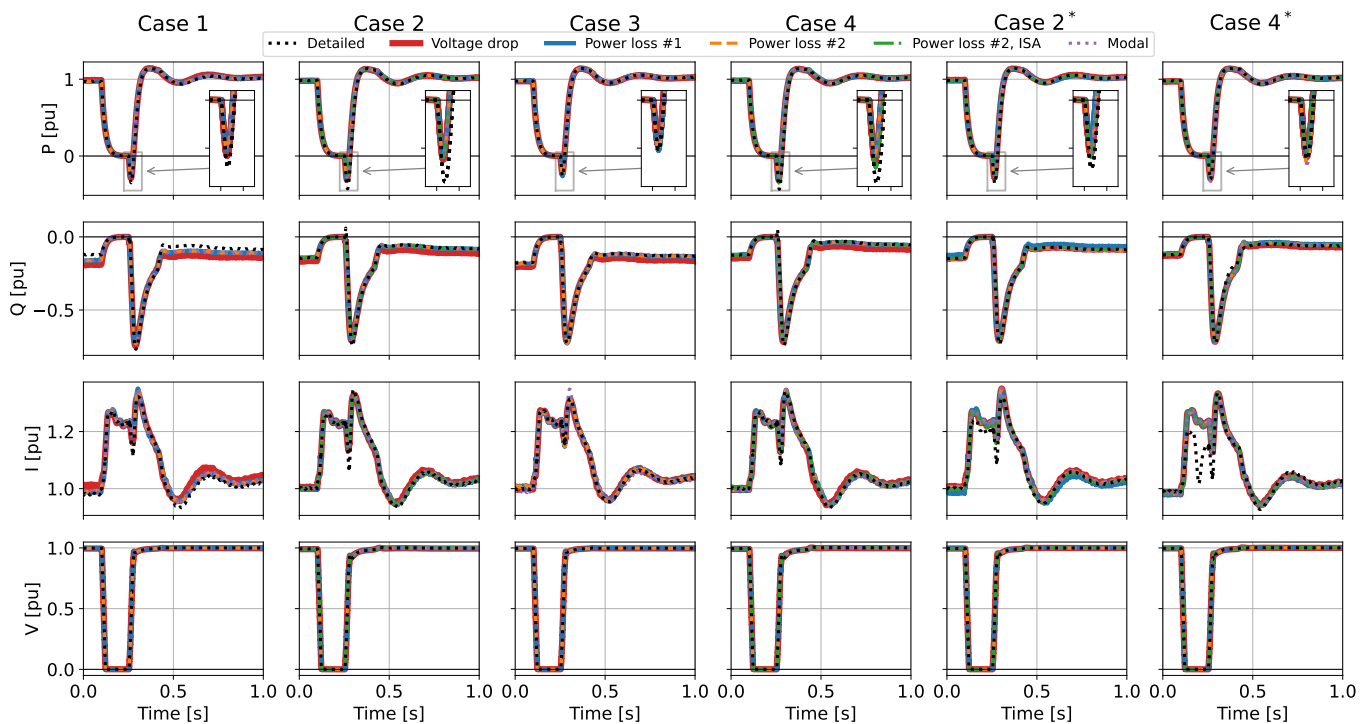 Case 1 Case 2 Case 3 Case 4 Case 2* Case 4*
Detailed Voltage drop Power loss #1 Power loss #2 Power loss #2, ISA Modal
P [pu]
1
0
Q [pu]
0.0
−0.5
I [pu]
1.2
1.0
V [pu]
1.0
0.5
0.0
0.0 0.5 1.0 0.0 0.5 1.0 0.0 0.5 1.0 0.0 0.5 1.0 0.0 0.5 1.0 0.0 0.5 1.0
Time [s] Time [s] Time [s] Time [s] Time [s] Time [s]